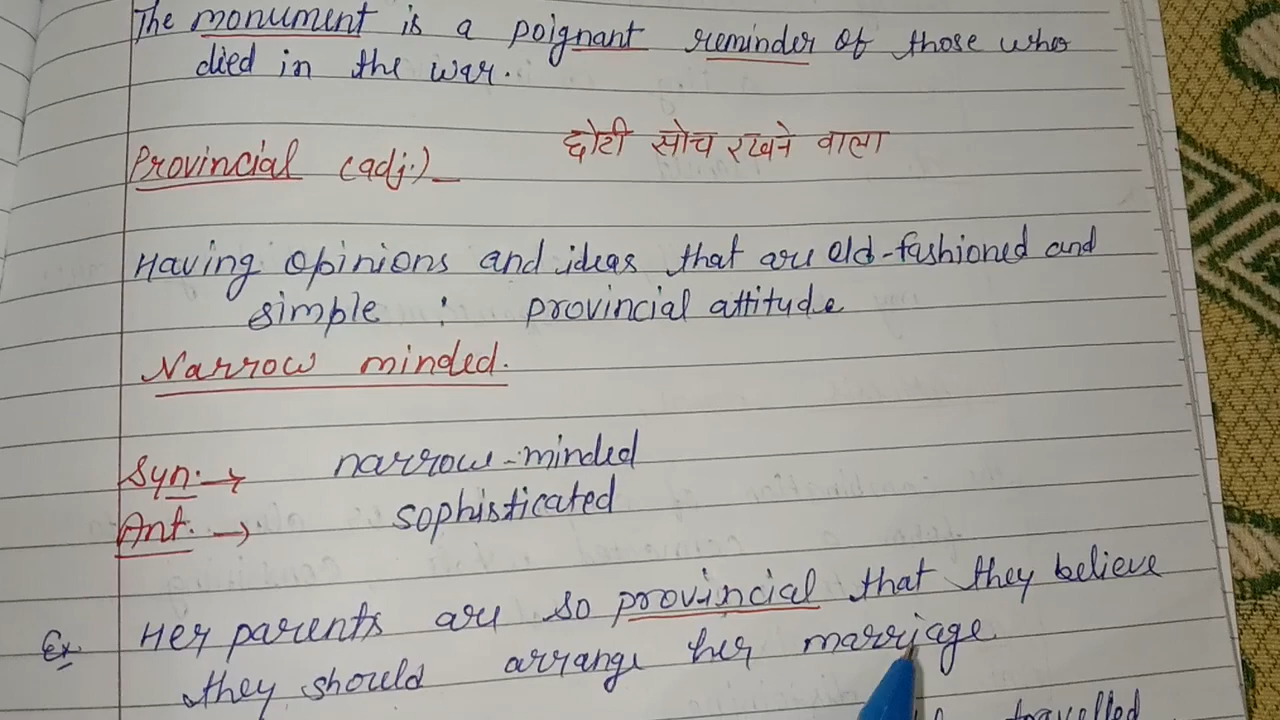 The monument is a poignant reminder of those who
died in the war.
Provincial (adj.) छोटी सोच रखने वाला
Having opinions and ideas that are old-fashioned and
simple : provincial attitude
Narrow minded.
Syn. → narrow-minded
Ant. → sophisticated
Ex. Her parents are so provincial that they believe
they should arrange her marriage
travelled